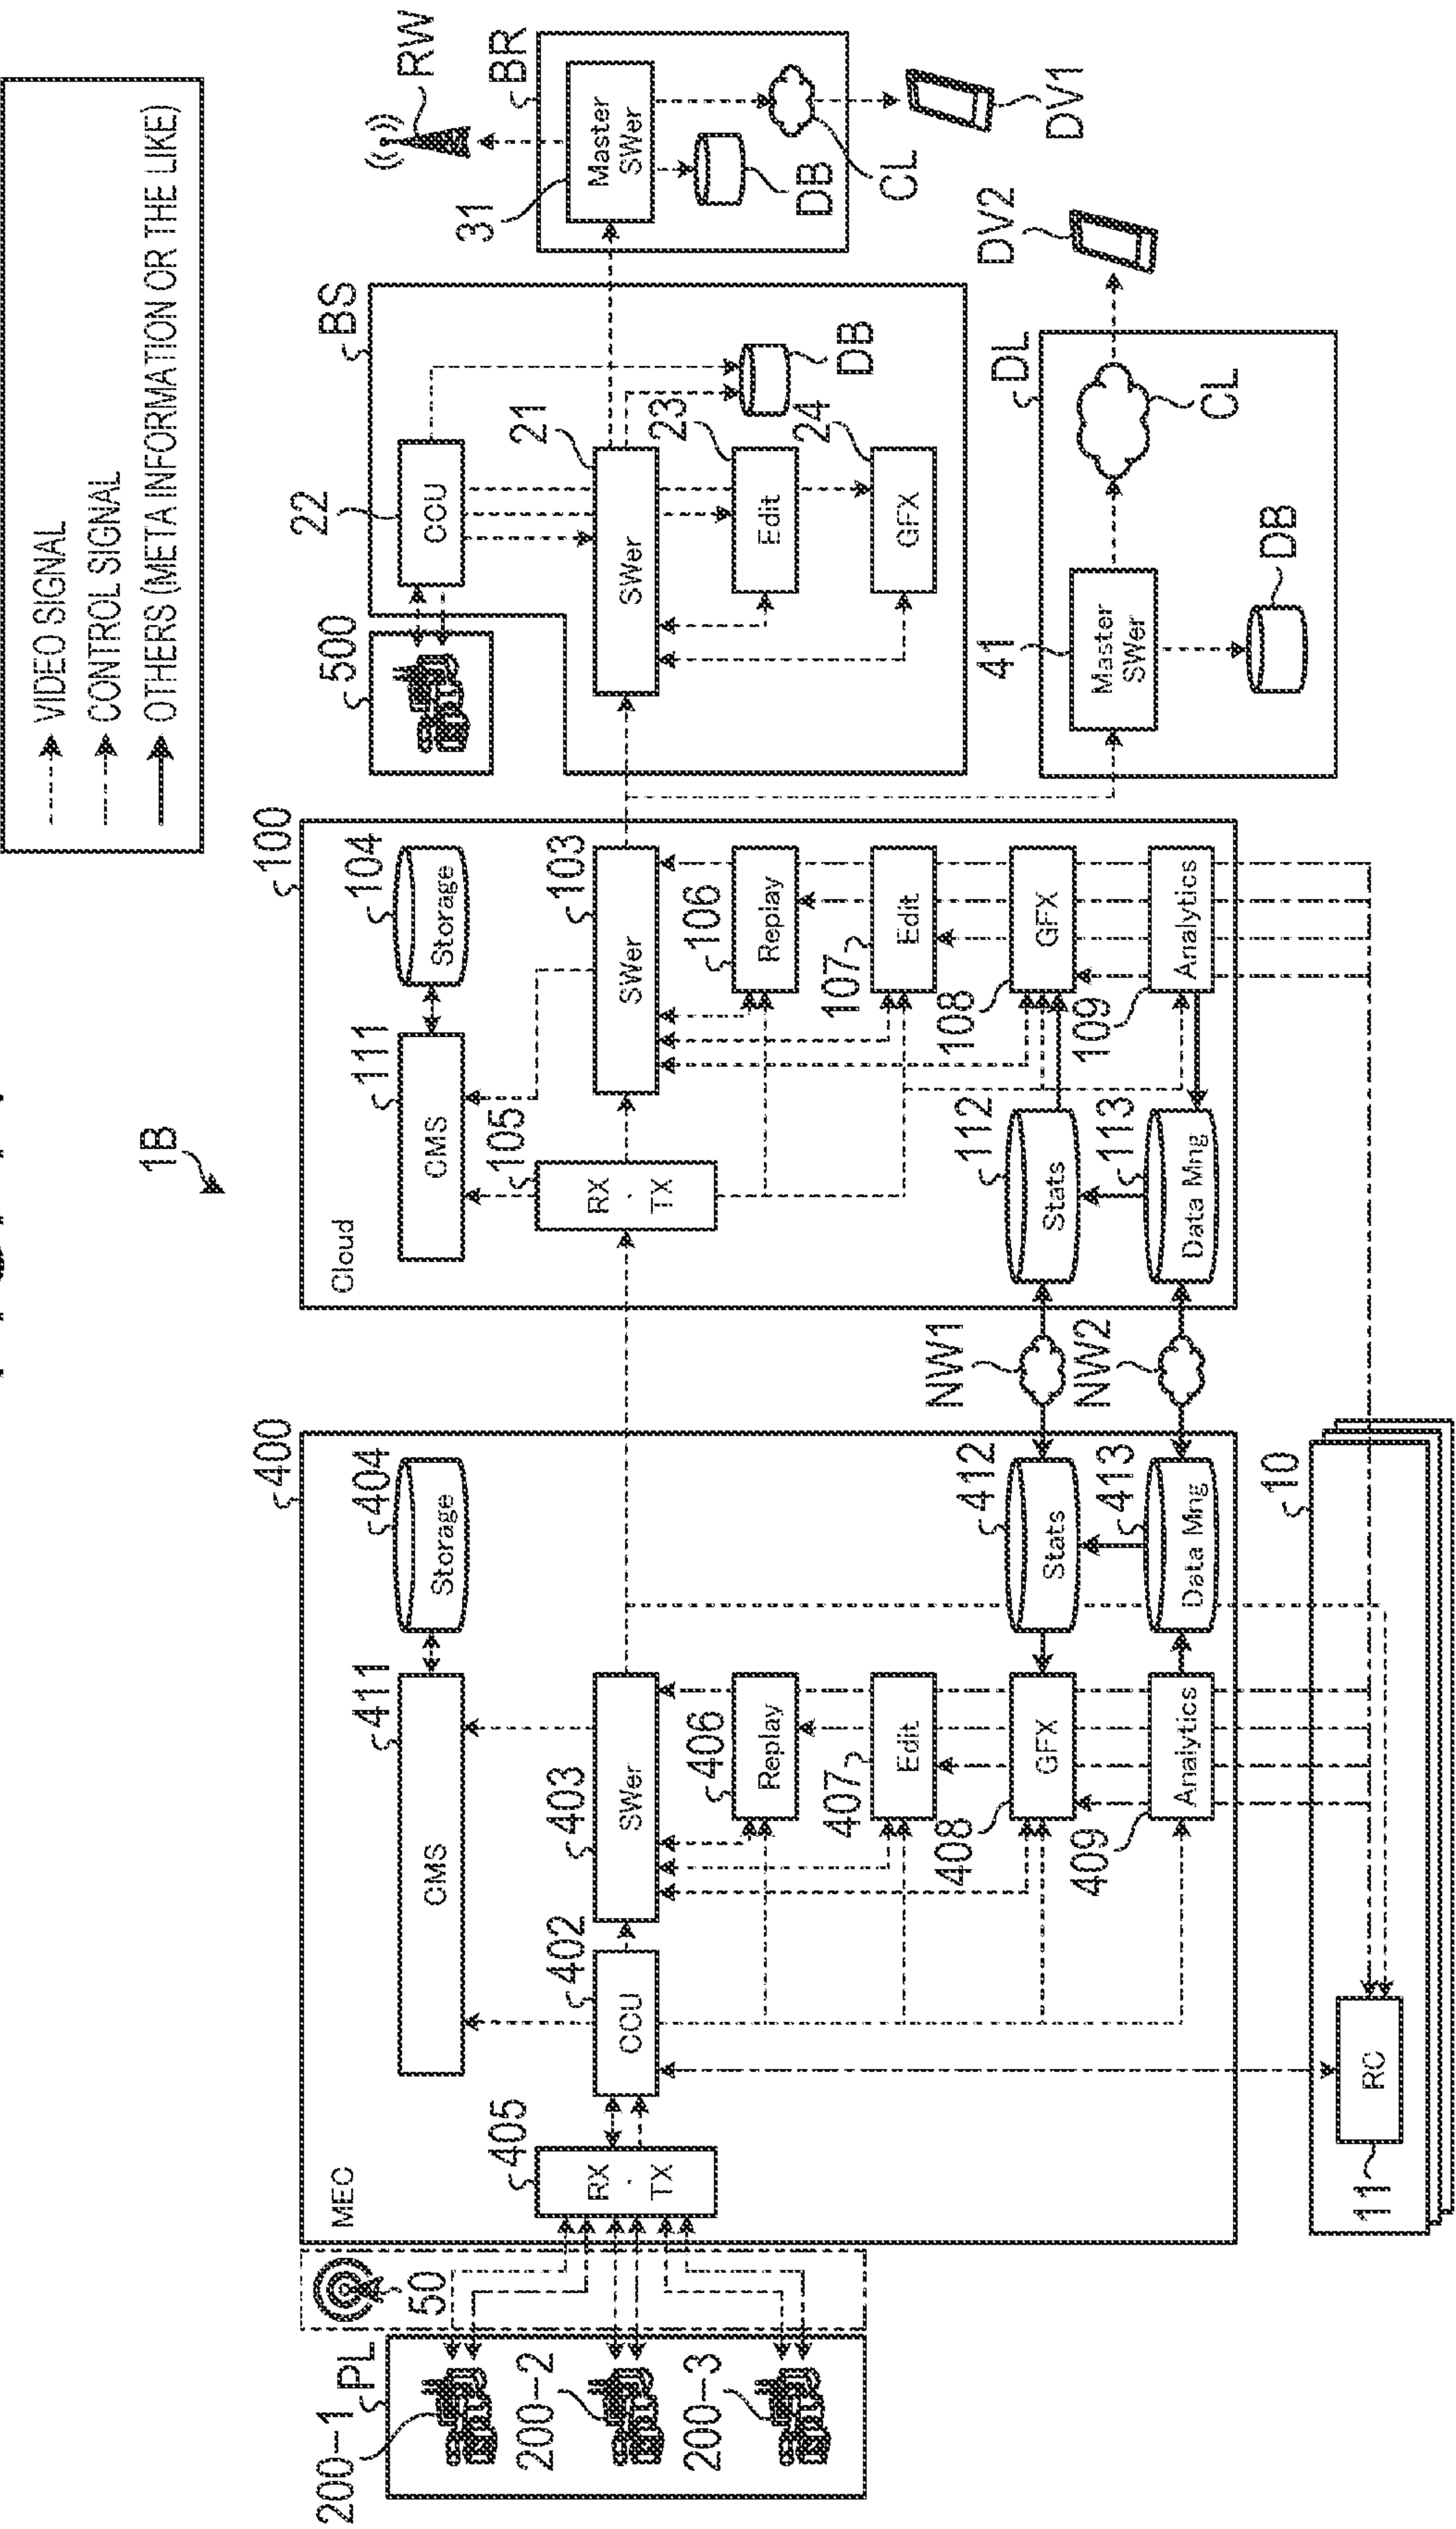 VIDEO SIGNAL
CONTROL SIGNAL
OTHERS (META INFORMATION OR THE LIKE)
1B
200-1
PL
200-2
200-3
50
400
MEC
405
RX
·
TX
402
CCU
411
CMS
404
Storage
403
SWer
406
Replay
407
Edit
408
GFX
409
Analytics
412
Stats
413
Data Mng
10
11
RC
NW1
NW2
100
Cloud
111
CMS
104
Storage
105
RX
·
TX
103
SWer
106
Replay
107
Edit
108
GFX
109
Analytics
112
Stats
113
Data Mng
500
BS
22
CCU
21
SWer
23
Edit
24
GFX
DB
RW
BR
31
Master
SWer
DB
CL
DV1
DL
41
Master
SWer
DB
CL
DV2